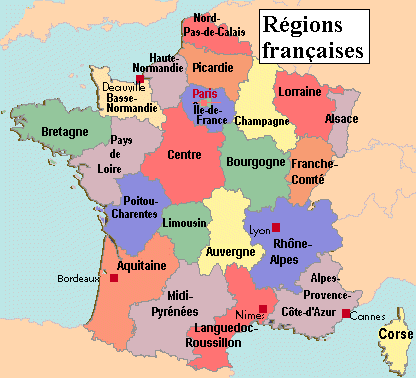 Régions
françaises
Nord-
Pas-de-Calais
Haute-
Normandie
Picardie
Deauville
Basse-
Normandie
Paris
Île-de-
France
Champagne
Lorraine
Alsace
Bretagne
Pays
de
Loire
Centre
Bourgogne
Franche-
Comté
Poitou-
Charentes
Limousin
Auvergne
Lyon
Rhône-
Alpes
Bordeaux
Aquitaine
Midi-
Pyrénées
Languedoc-
Roussillon
Nimes
Alpes-
Provence-
Côte-d'Azur
Cannes
Corse